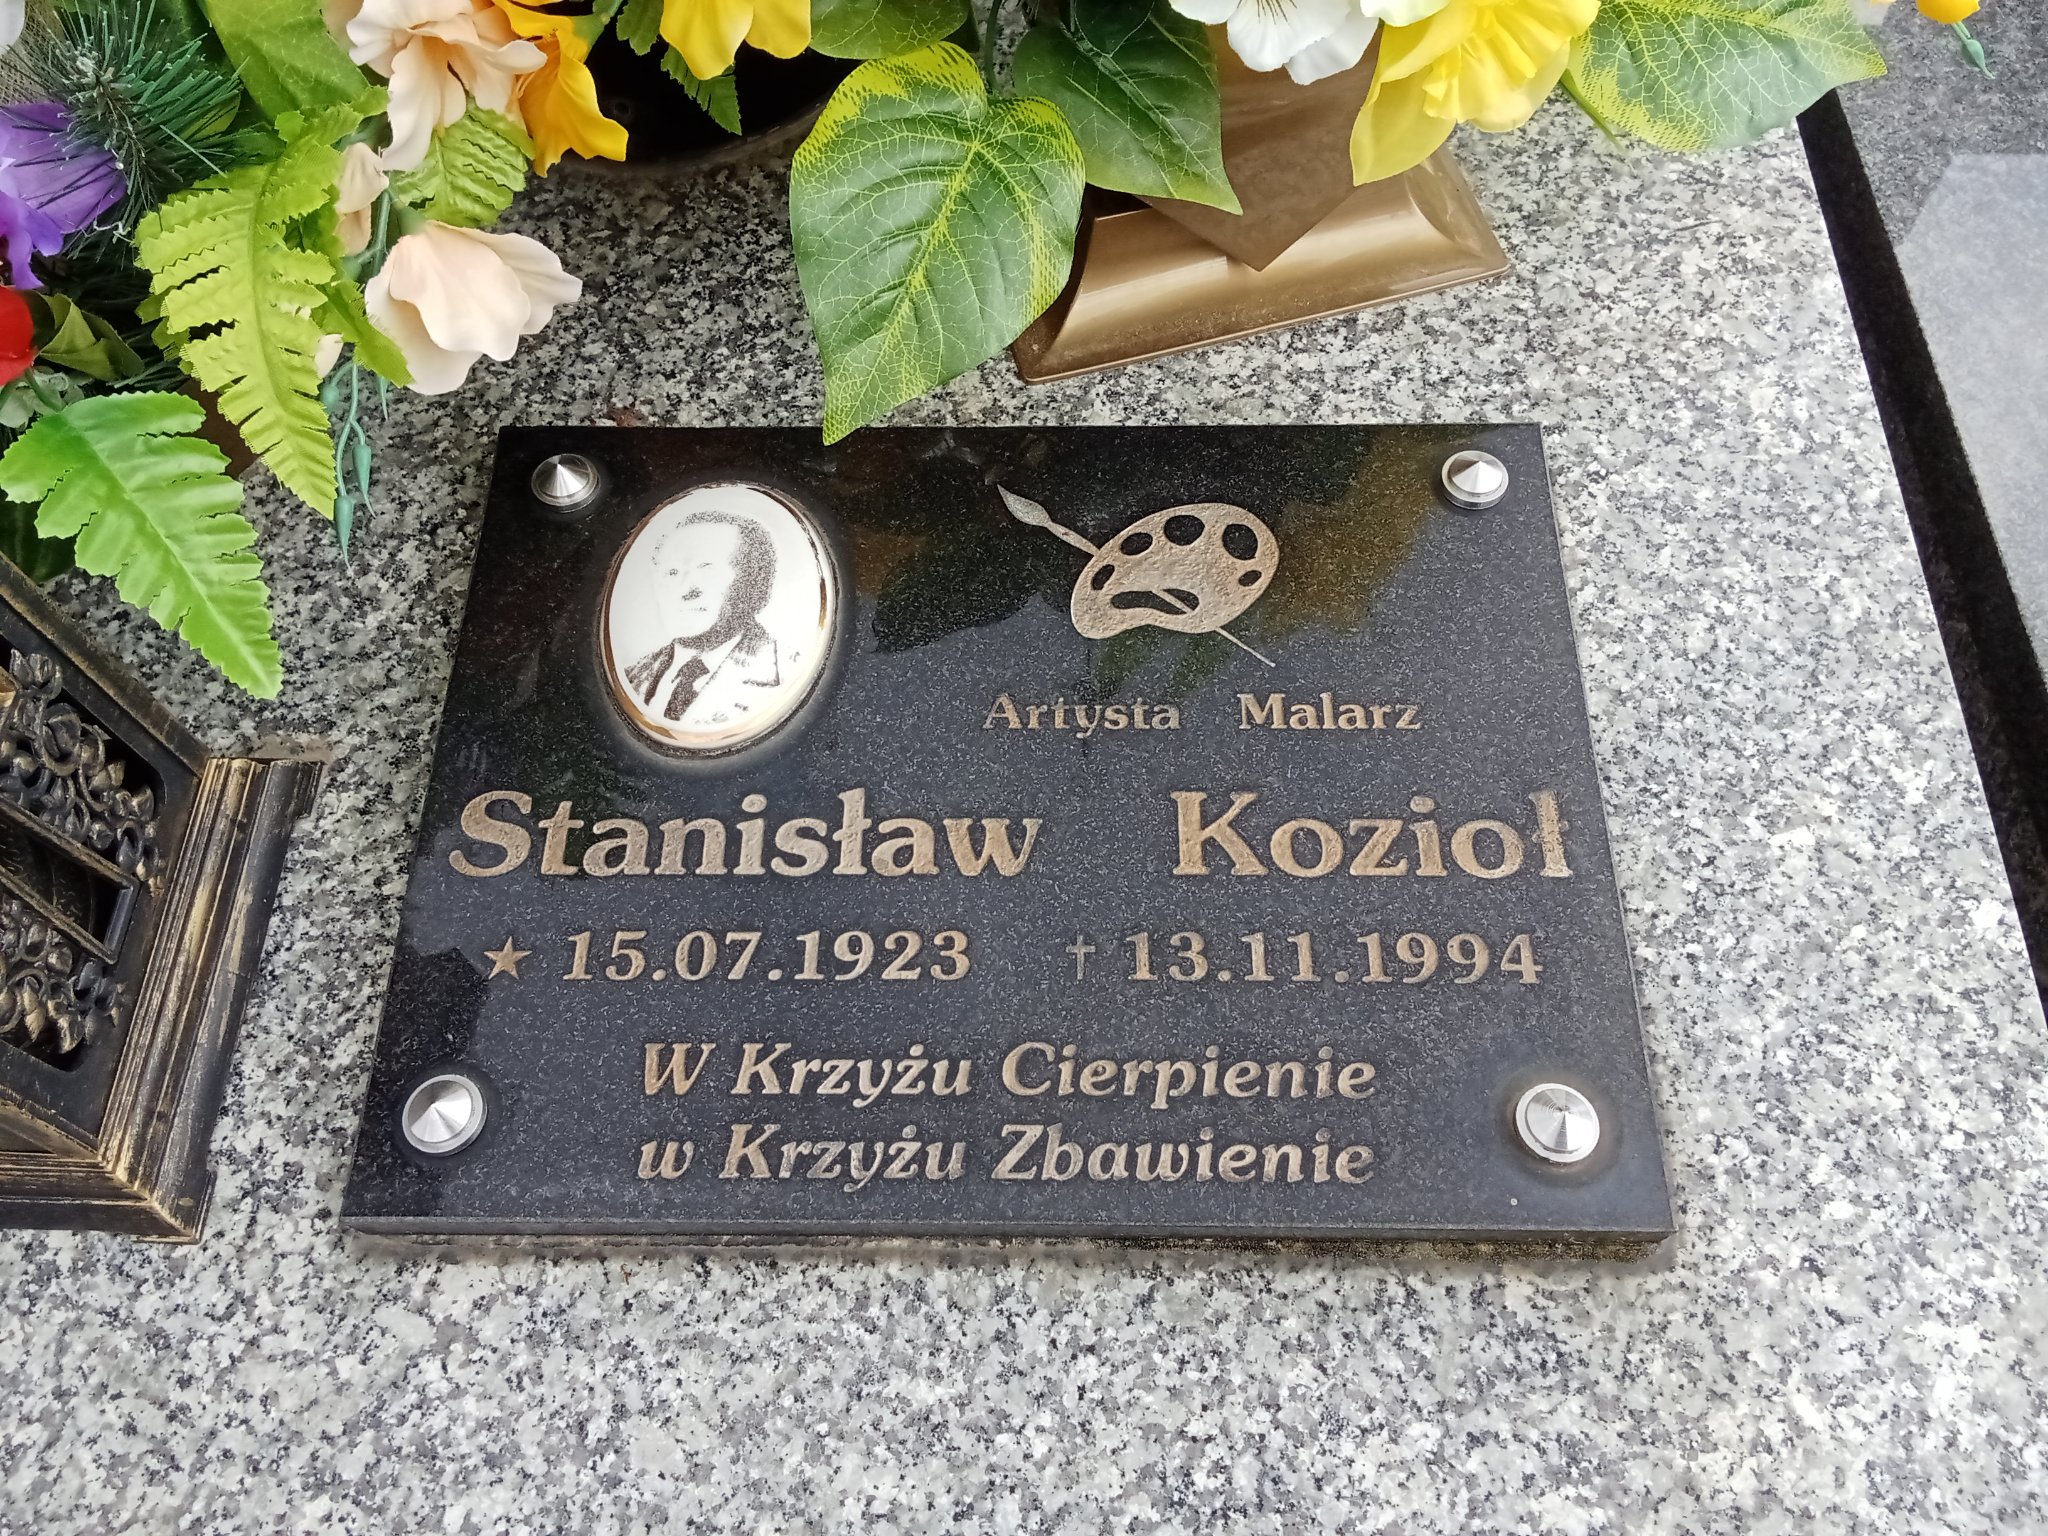 Artysta Malarz
Stanisław Kozioł
★ 15.07.1923 † 13.11.1994
W Krzyżu Cierpienie
w Krzyżu Zbawienie